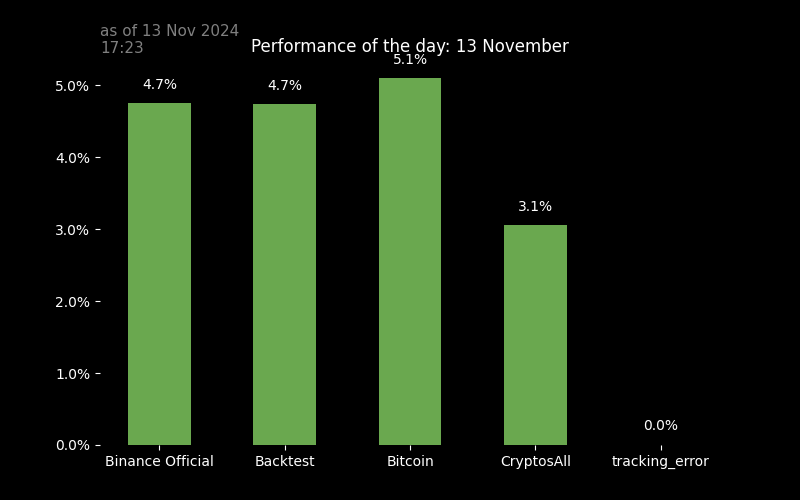 as of 13 Nov 2024
17:23
Performance of the day: 13 November
5.1%
4.7%
4.7%
3.1%
0.0%
5.0%
4.0%
3.0%
2.0%
1.0%
0.0%
Binance Official
Backtest
Bitcoin
CryptosAll
tracking_error